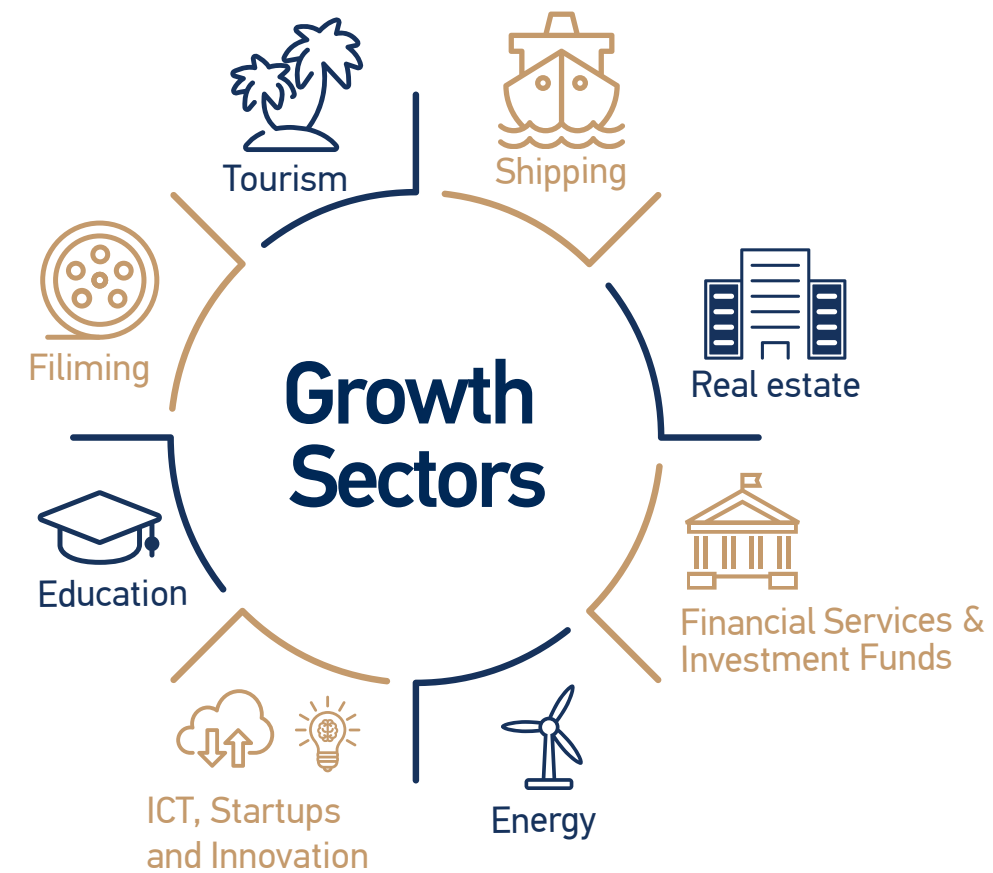 Growth
Sectors
Tourism
Shipping
Real estate
Financial Services &
Investment Funds
Energy
ICT, Startups
and Innovation
Education
Filiming